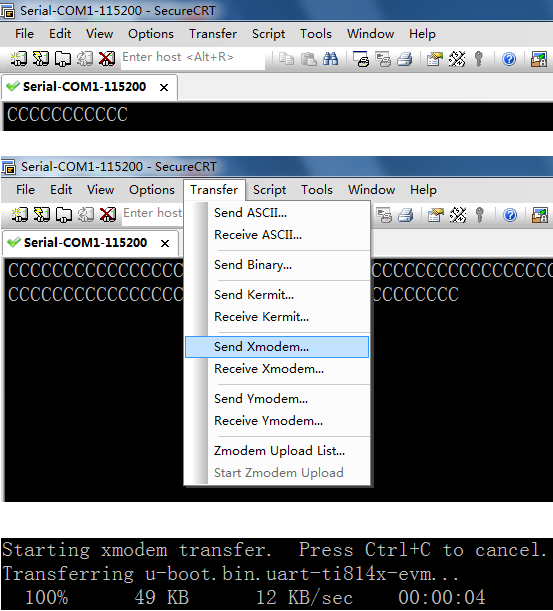 Serial-COM1-115200 - SecureCRT
File Edit View Options Transfer Script Tools Window Help
Enter host <Alt+R>
Serial-COM1-115200 ×
CCCCCCCCCCC
Serial-COM1-115200 - SecureCRT
File Edit View Options Transfer Script Tools Window Help
Enter host
Serial-COM1-115200 ×
CCCCCCCCCCCCCCCC CCCCCCCCCCCCCCCCC
CCCCCCCCCCCCCCCC CCCCCCCC
Send ASCII...
Receive ASCII...
Send Binary...
Send Kermit...
Receive Kermit...
Send Xmodem...
Receive Xmodem...
Send Ymodem...
Receive Ymodem...
Zmodem Upload List...
Start Zmodem Upload
Starting xmodem transfer.  Press Ctrl+C to cancel.
Transferring u-boot.bin.uart-ti814x-evm...
100% 49 KB 12 KB/sec 00:00:04